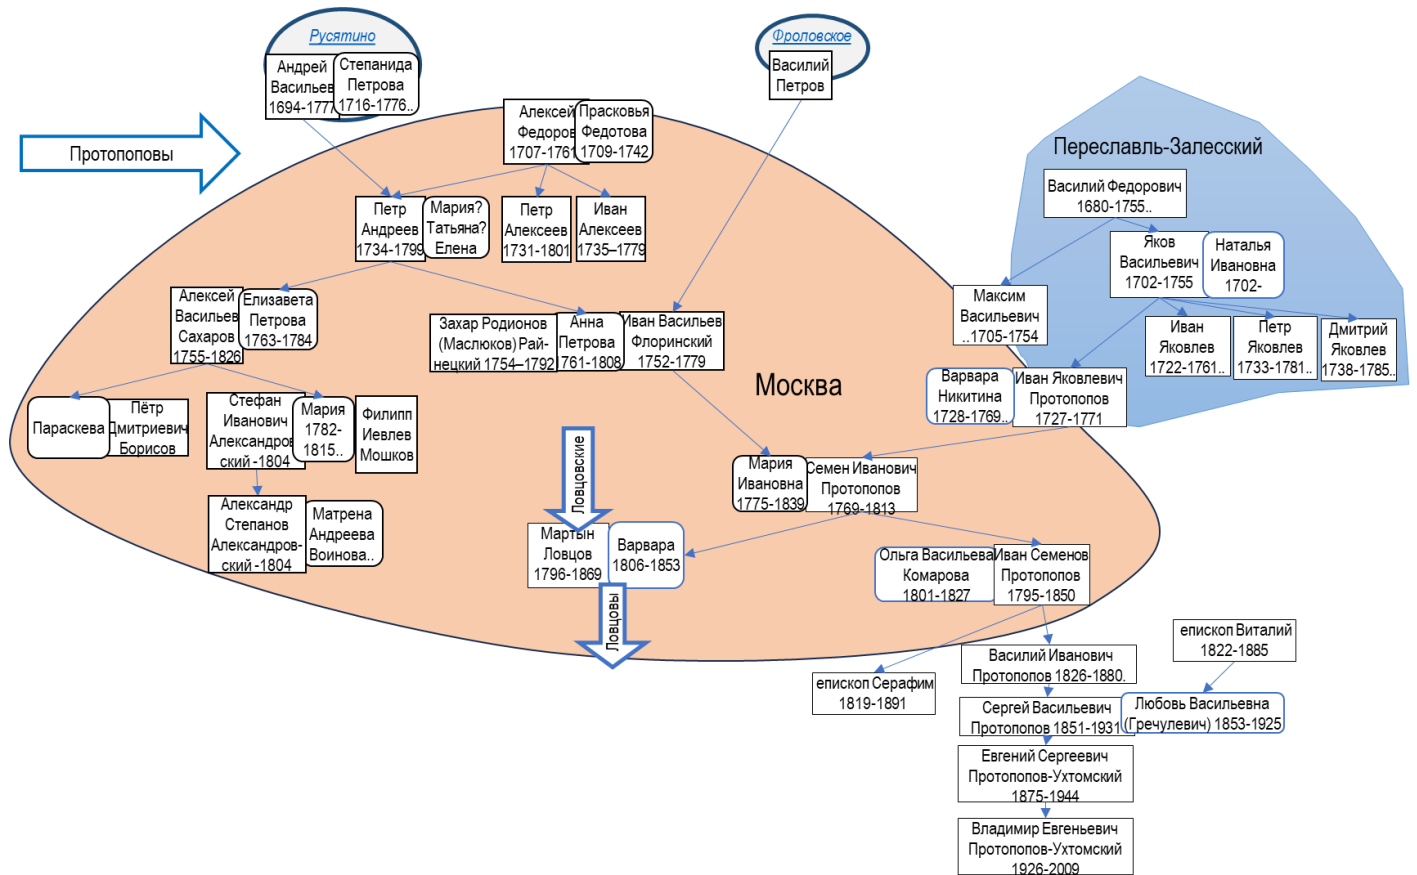 Русятино
Андрей
Васильев
1694-1777
Степанида
Петрова
1716-1776..
Фроловское
Василий
Петров
Протопоповы
Алексей
Федоров
1707-1761
Прасковья
Федотова
1709-1742
Переславль-Залесский
Василий Федорович
1680-1755..
Петр
Андреев
1734-1799
Мария?
Татьяна?
Елена
Петр
Алексеев
1731-1801
Иван
Алексеев
1735–1779
Яков
Васильевич
1702-1755
Наталья
Ивановна
1702-
Алексей
Васильев
Сахаров
1755-1826
Елизавета
Петрова
1763-1784
Захар Родионов
(Маслюков) Рай-
нецкий 1754–1792
Анна
Петрова
1761-1808
Иван Васильев
Флоринский
1752-1779
Максим
Васильевич
..1705-1754
Иван
Яковлев
1722-1761..
Петр
Яковлев
1733-1781..
Дмитрий
Яковлев
1738-1785..
Москва
Варвара
Никитина
1728-1769..
Иван Яковлевич
Протопопов
1727-1771
Параскева
Пётр
Дмитриевич
Борисов
Стефан
Иванович
Александров
ский -1804
Мария
1782-
1815..
Филипп
Иевлев
Мошков
Ловцовские
Мария
Ивановна
1775-1839
Семен Иванович
Протопопов
1769-1813
Александр
Степанов
Александров-
ский -1804
Матрена
Андреева
Воинова..
Мартын
Ловцов
1796-1869
Варвара
1806-1853
Ольга Васильева
Комарова
1801-1827
Иван Семенов
Протопопов
1795-1850
Ловцовы
епископ Виталий
1822-1885
Василий Иванович
Протопопов 1826-1880.
епископ Серафим
1819-1891
Сергей Васильевич
Протопопов 1851-1931
Любовь Васильевна
(Гречулевич) 1853-1925
Евгений Сергеевич
Протопопов-Ухтомский
1875-1944
Владимир Евгеньевич
Протопопов-Ухтомский
1926-2009